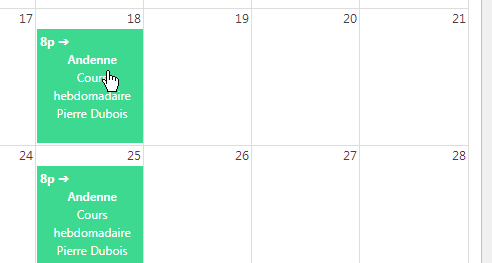 17 18 19 20 21
8p ➔
Andenne
Cours
hebdomadaire
Pierre Dubois
24 25 26 27 28
8p ➔
Andenne
Cours
hebdomadaire
Pierre Dubois